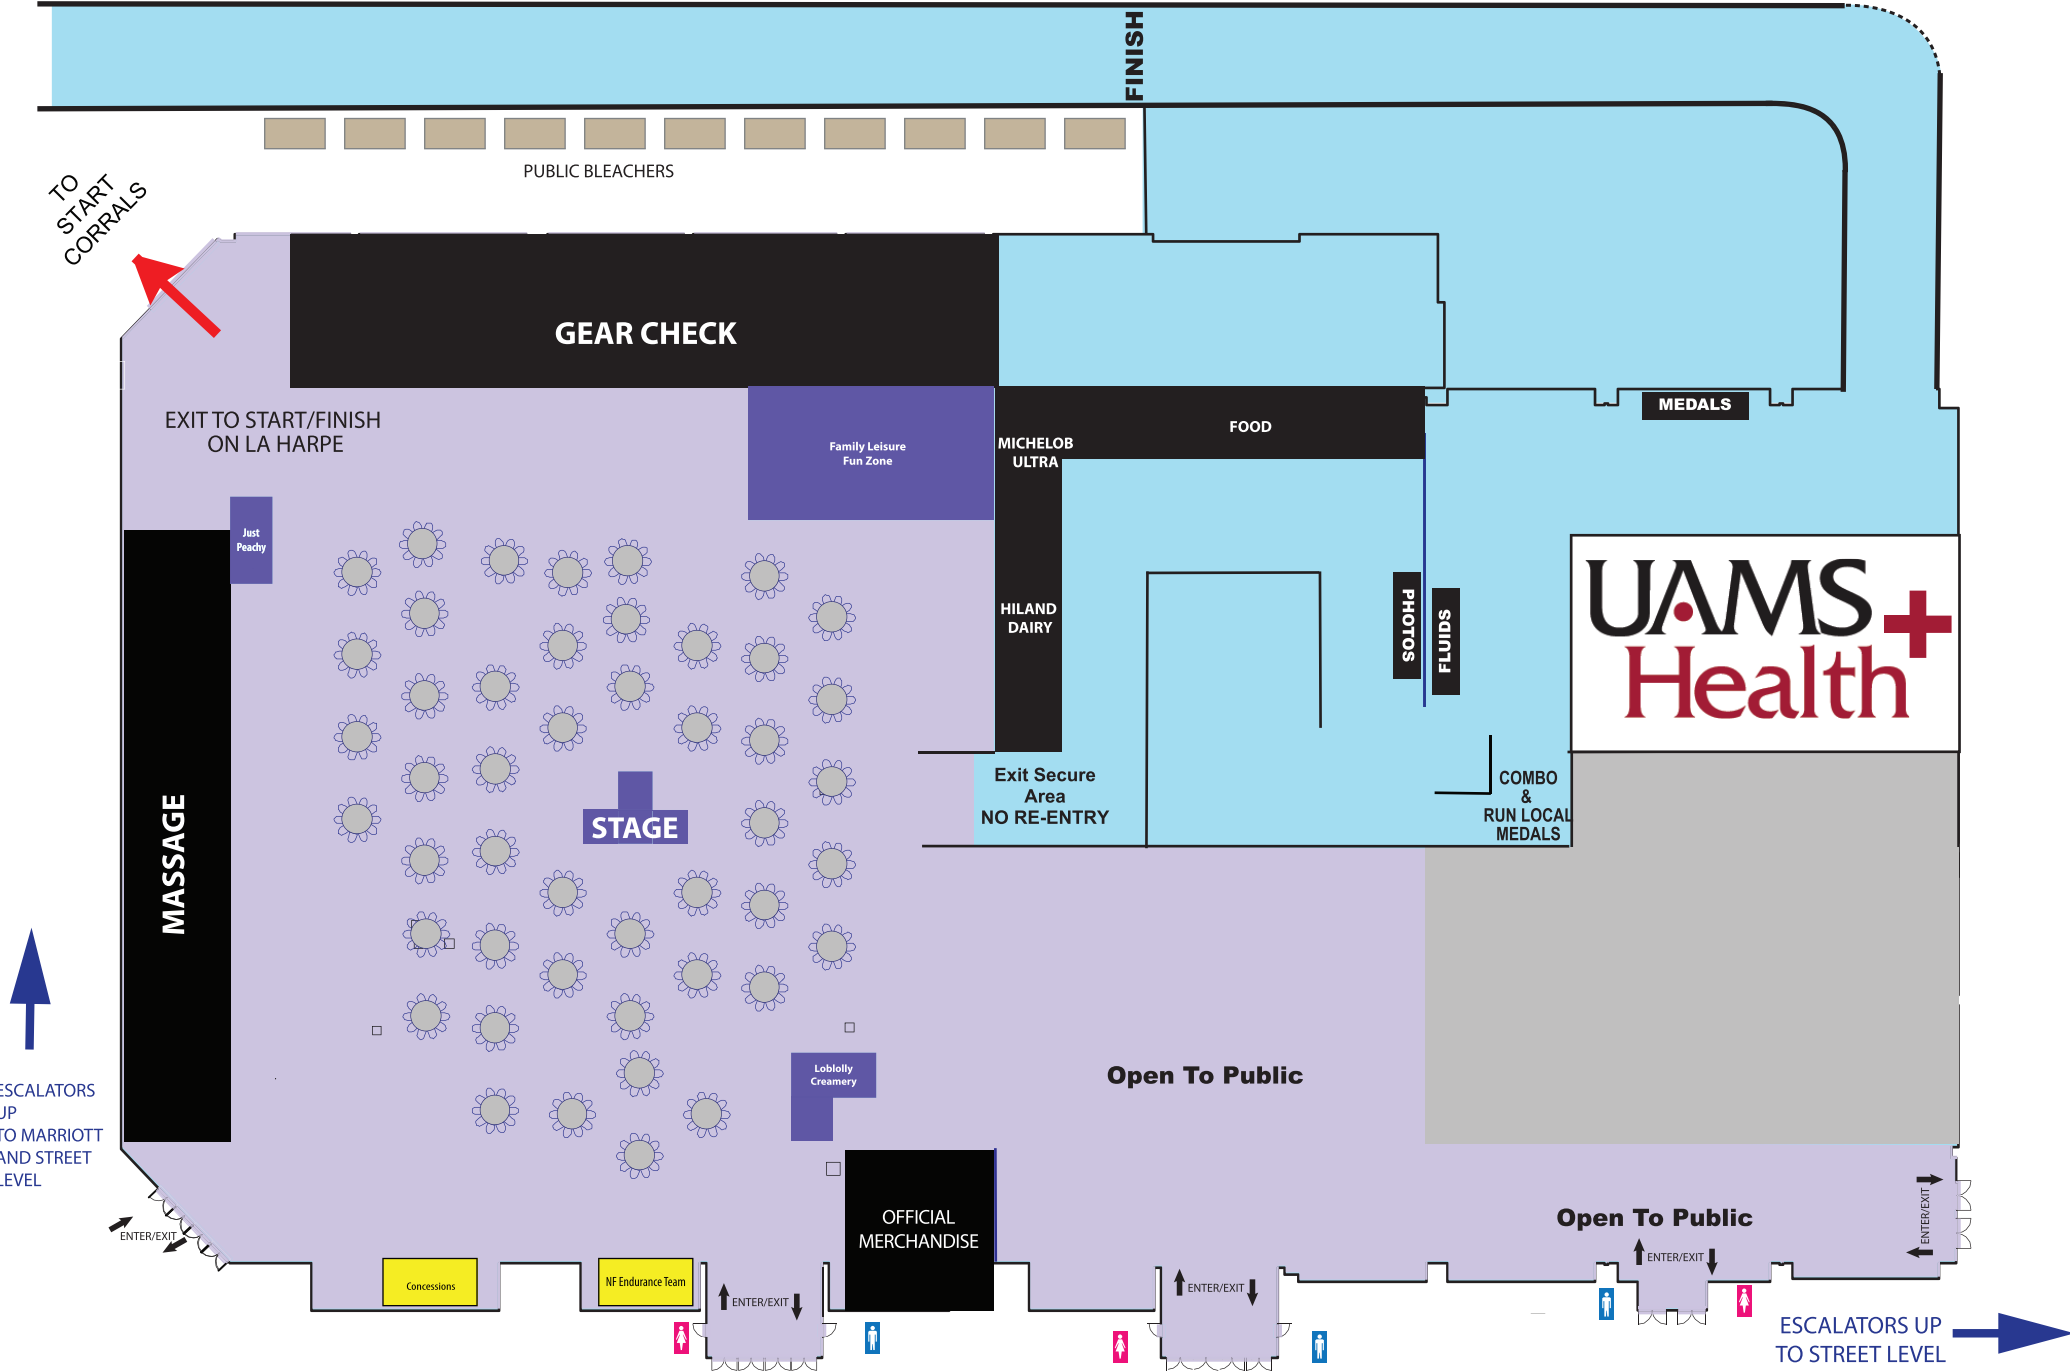 FINISH
PUBLIC BLEACHERS
TO
START
CORRALS
GEAR CHECK
EXIT TO START/FINISH
ON LA HARPE
Family Leisure
Fun Zone
MICHELOB
ULTRA
FOOD
MEDALS
Just
Peachy
HILAND
DAIRY
PHOTOS
FLUIDS
UAMS
Health
MASSAGE
STAGE
Exit Secure
Area
NO RE-ENTRY
COMBO
&
RUN LOCAL
MEDALS
Loblolly
Creamery
Open To Public
ESCALATORS
UP
TO MARRIOTT
AND STREET
LEVEL
OFFICIAL
MERCHANDISE
Open To Public
ENTER/EXIT
ENTER/EXIT
Concessions
NF Endurance Team
ENTER/EXIT
ENTER/EXIT
ENTER/EXIT
ESCALATORS UP
TO STREET LEVEL